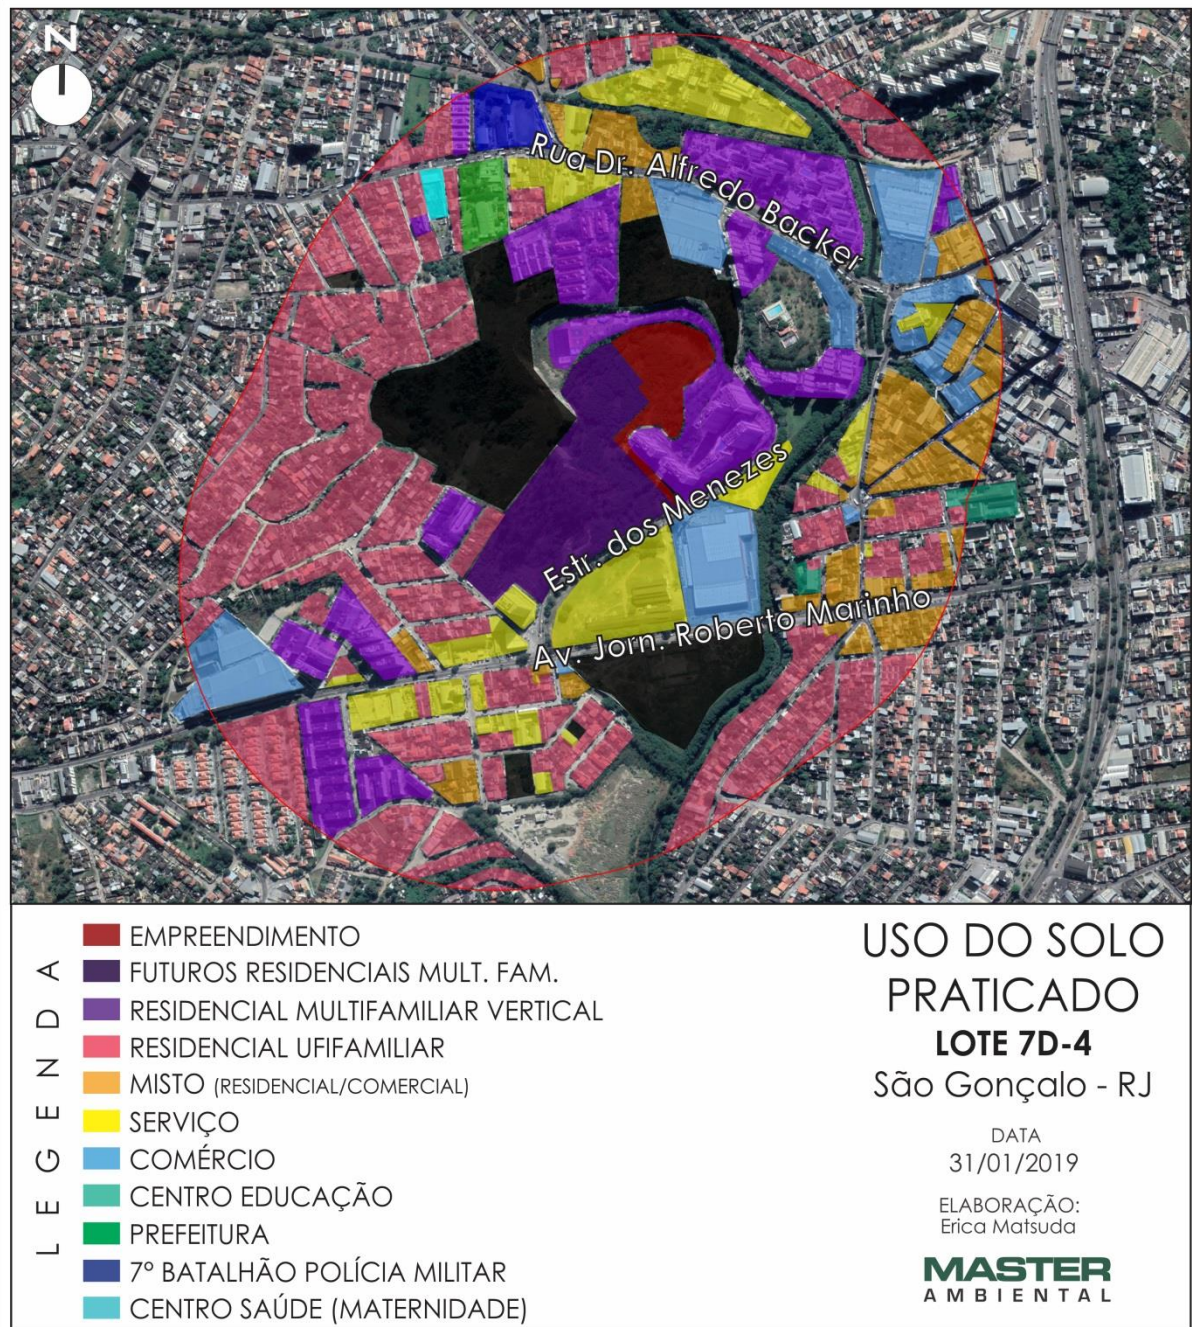 N
Rua Dr. Alfredo Backer
Estr. dos Menezes
Av. Jorn. Roberto Marinho
LEGENDA
EMPREENDIMENTO
FUTUROS RESIDENCIAIS MULT. FAM.
RESIDENCIAL MULTIFAMILIAR VERTICAL
RESIDENCIAL UFIFAMILIAR
MISTO (RESIDENCIAL/COMERCIAL)
SERVIÇO
COMÉRCIO
CENTRO EDUCAÇÃO
PREFEITURA
7º BATALHÃO POLÍCIA MILITAR
CENTRO SAÚDE (MATERNIDADE)
USO DO SOLO
PRATICADO
LOTE 7D-4
São Gonçalo - RJ
DATA
31/01/2019
ELABORAÇÃO:
Erica Matsuda
MASTER
AMBIENTAL